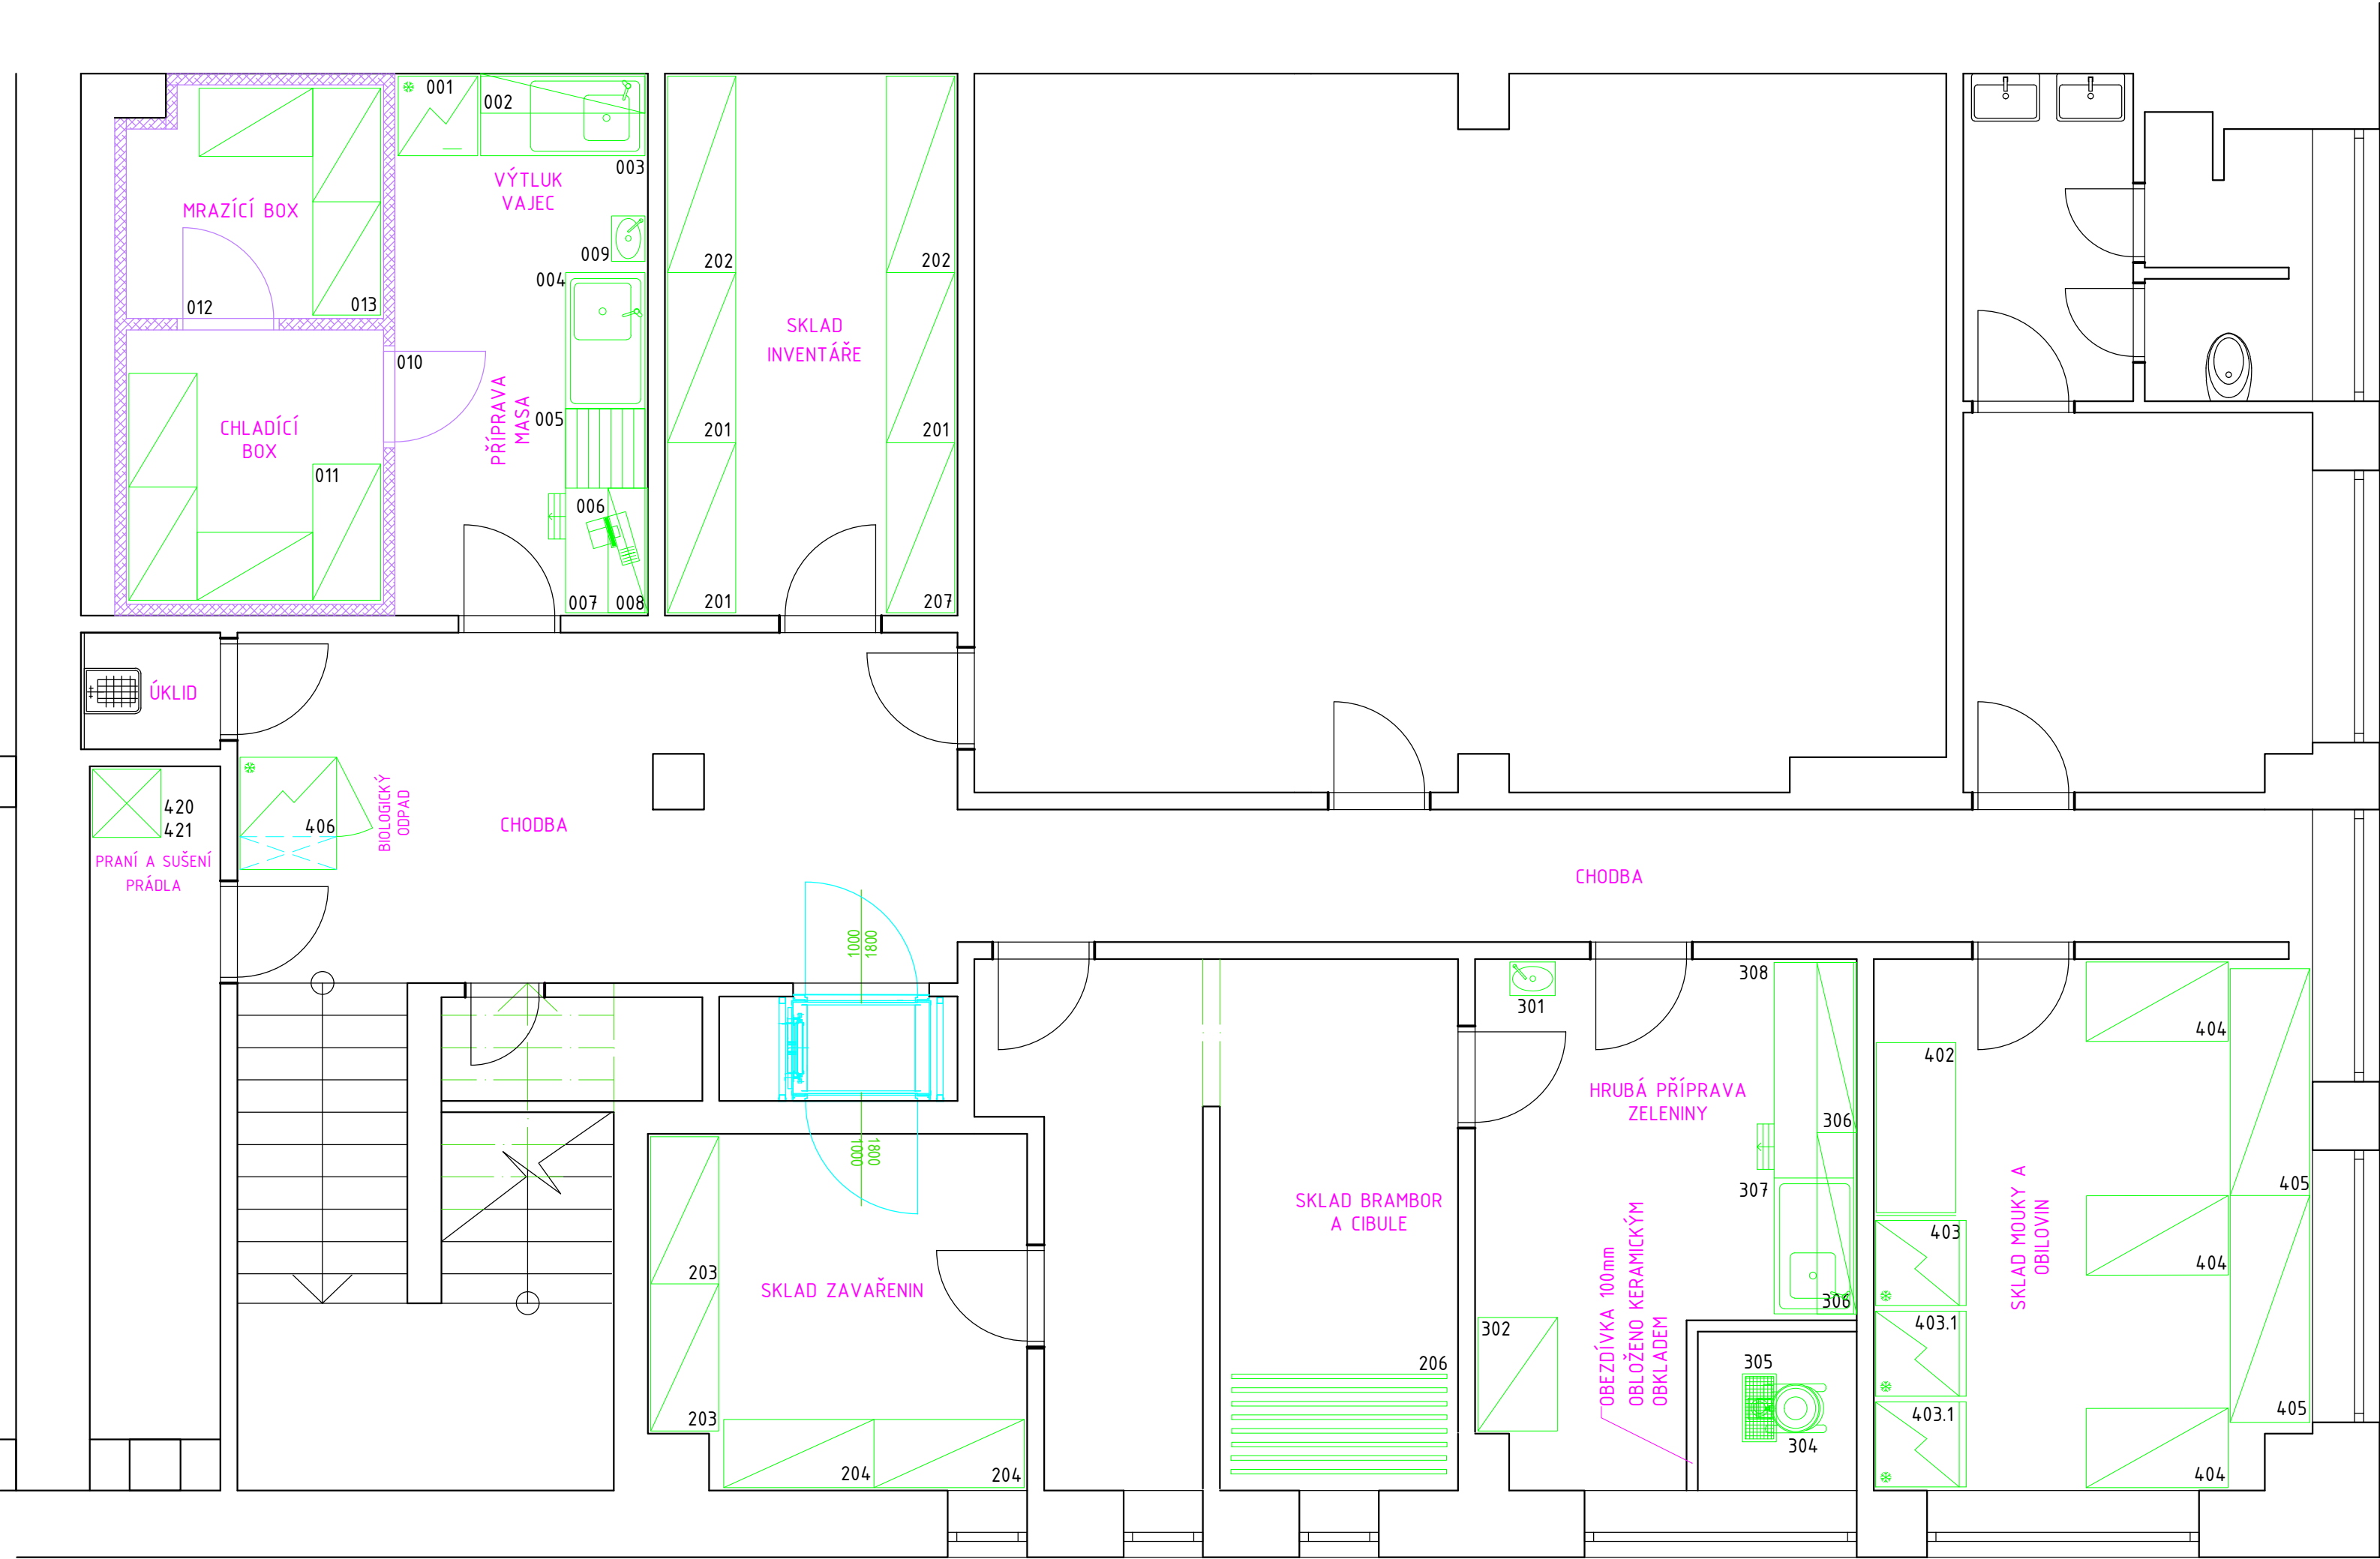 001
002
003
VÝTLUK
VAJEC
MRAZÍCÍ BOX
009
004
012
013
010
PŘÍPRAVA
MASA
005
CHLADÍCÍ
BOX
011
006
007
008
202
202
SKLAD
INVENTÁŘE
201
201
201
207
ÚKLID
420
421
PRANÍ A SUŠENÍ
PRÁDLA
406
BIOLOGICKÝ
ODPAD
CHODBA
CHODBA
1000
1800
1000
1800
203
203
SKLAD ZAVAŘENIN
204
204
SKLAD BRAMBOR
A CIBULE
206
301
308
HRUBÁ PŘÍPRAVA
ZELENINY
306
307
306
302
OBEZDÍVKA 100mm
OBLOŽENO KERAMICKÝM
OBKLADEM
305
304
402
404
403
405
404
SKLAD MOUKY A
OBILOVIN
403.1
403.1
405
404